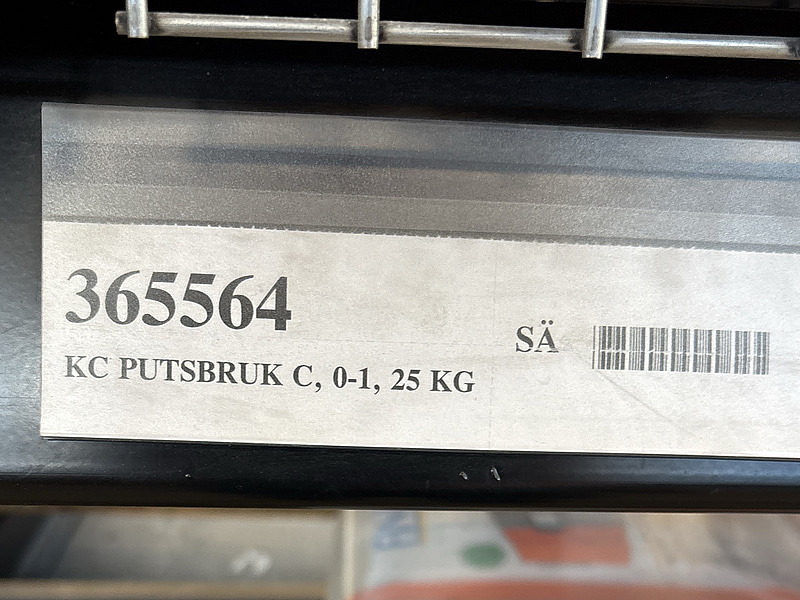 365564
SÄ
KC PUTSBRUK C, 0-1, 25 KG